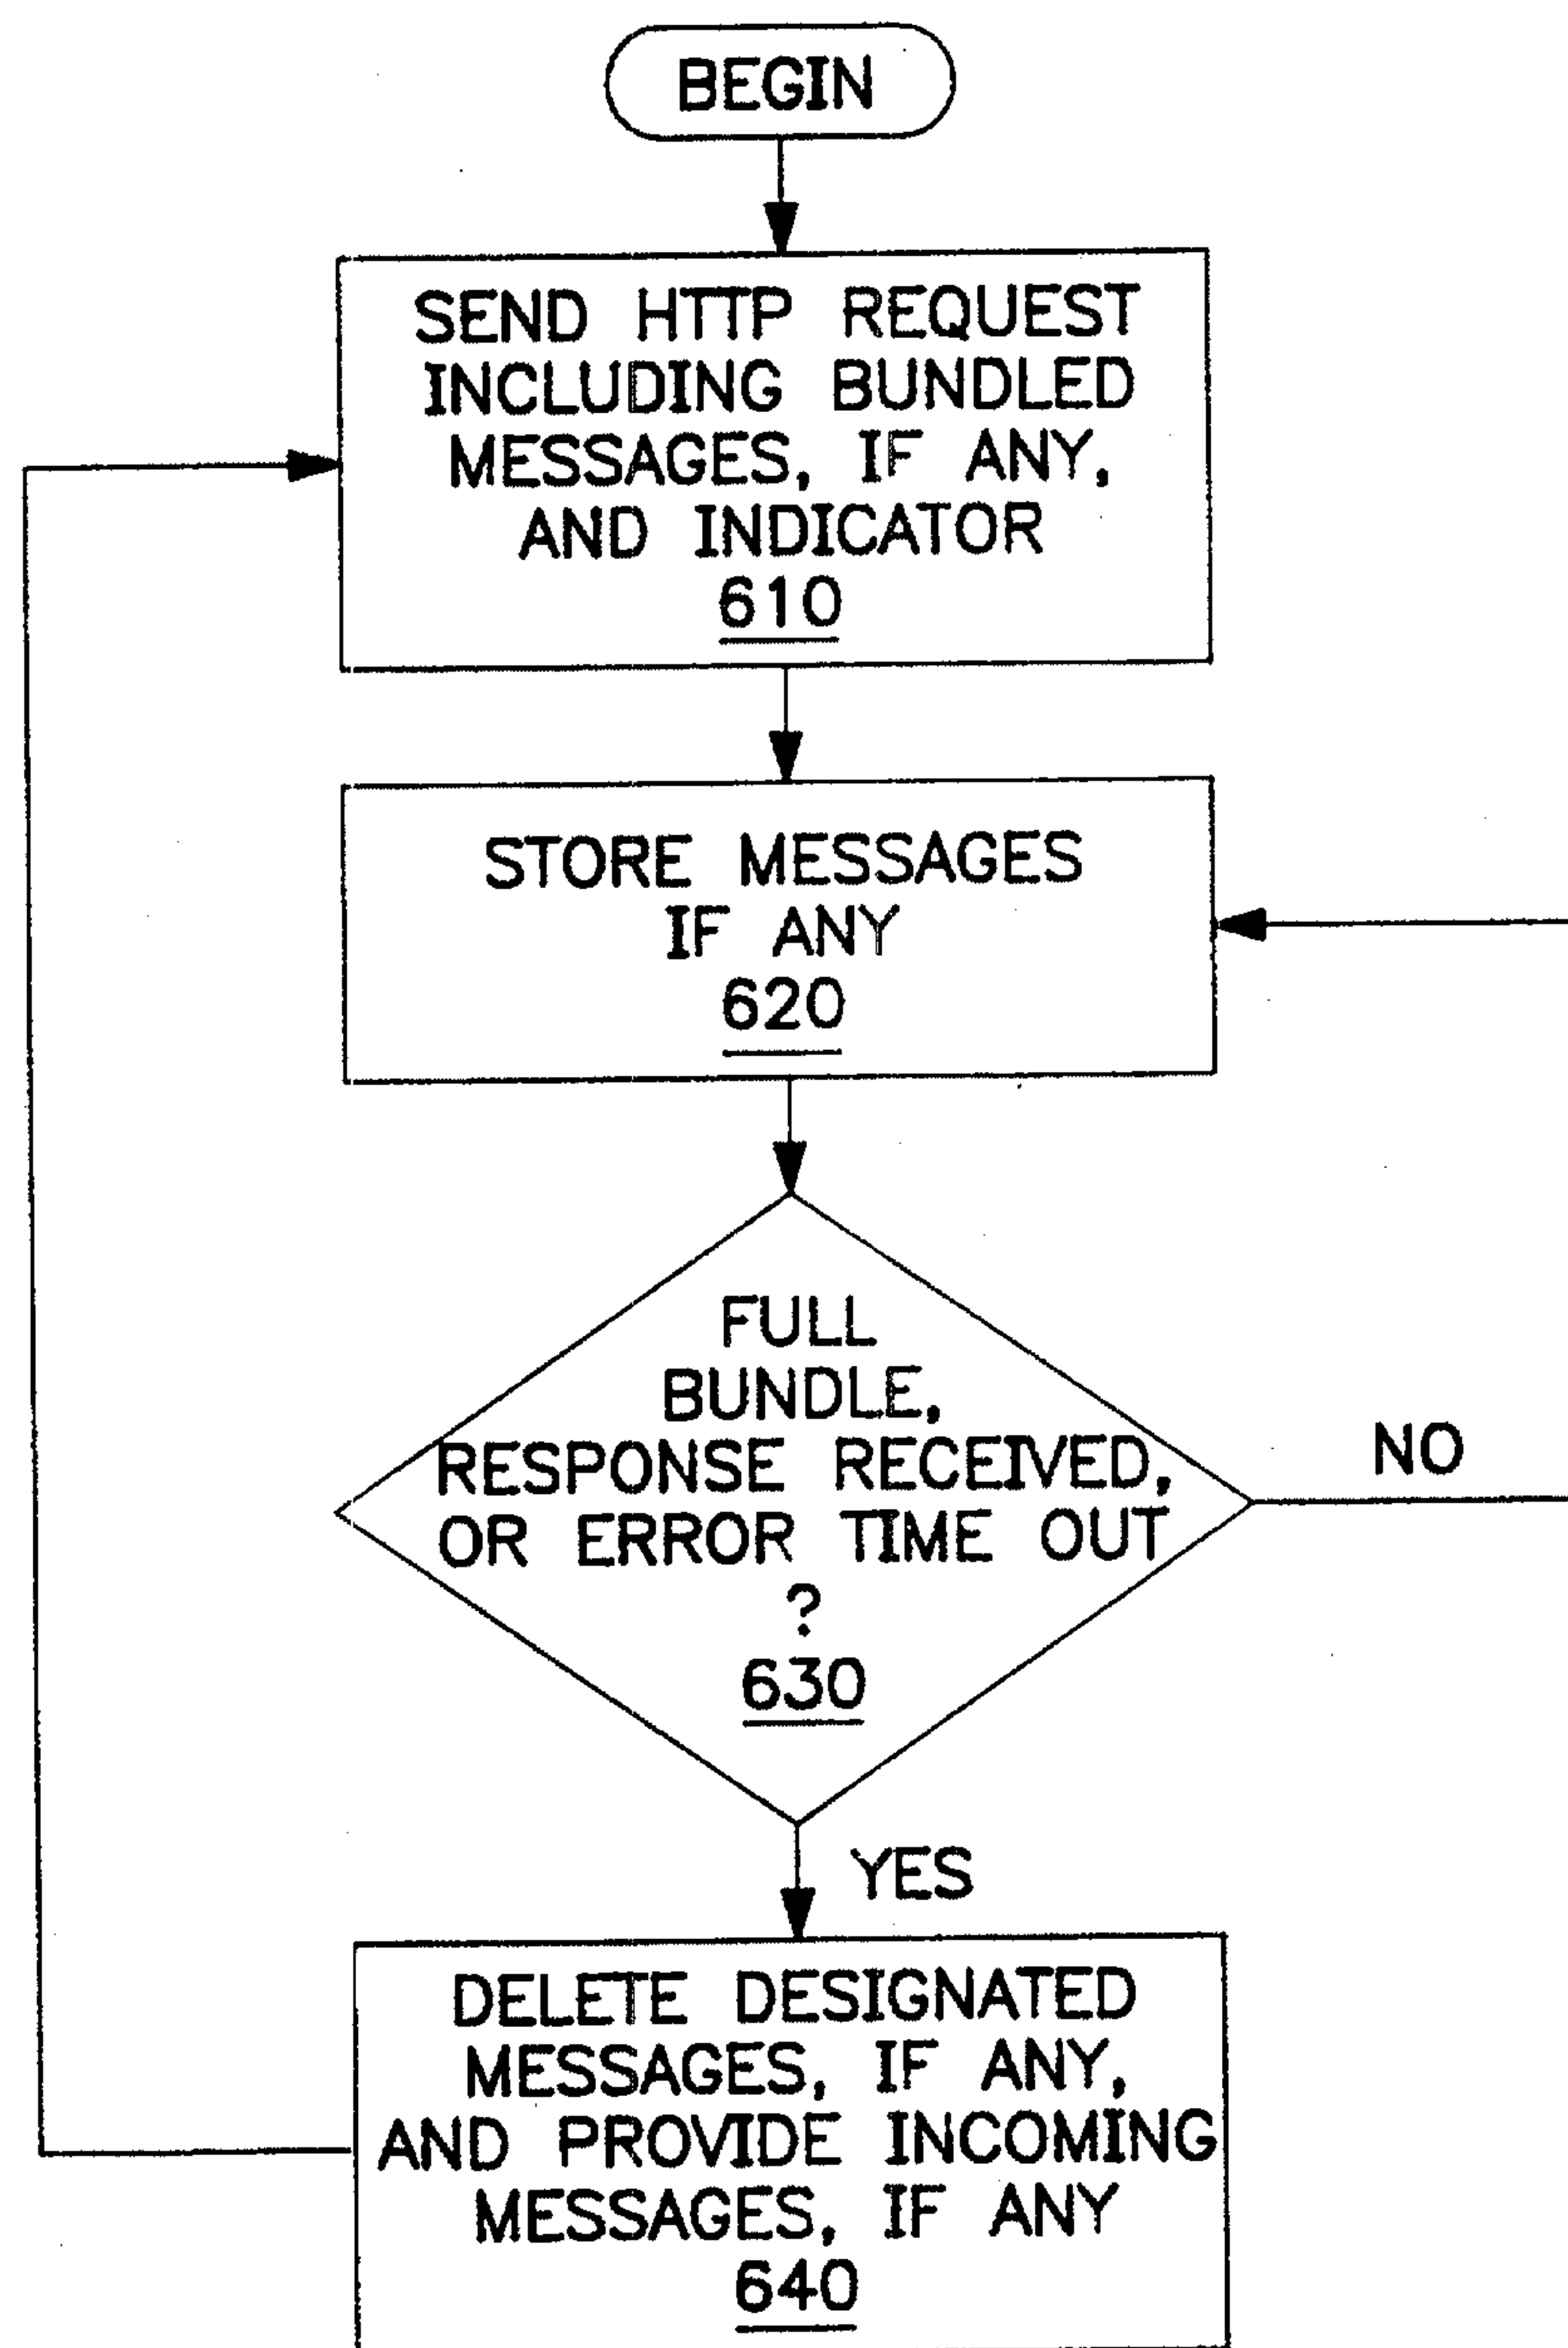 BEGIN
SEND HTTP REQUEST
INCLUDING BUNDLED
MESSAGES, IF ANY,
AND INDICATOR
610
STORE MESSAGES
IF ANY
620
FULL
BUNDLE,
RESPONSE RECEIVED,
OR ERROR TIME OUT
?
630
NO
YES
DELETE DESIGNATED
MESSAGES, IF ANY,
AND PROVIDE INCOMING
MESSAGES, IF ANY
640